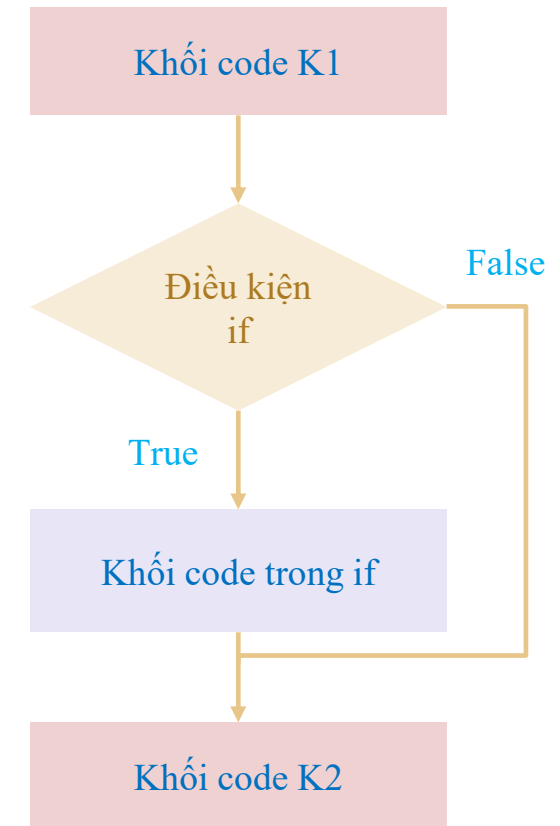 Khối code K1
False
Điều kiện
if
True
Khối code trong if
Khối code K2